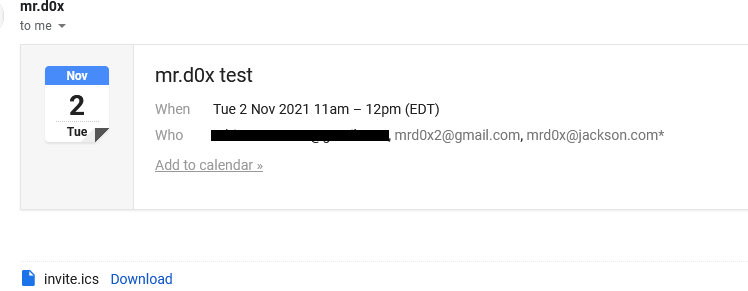 mr.d0x
to me
Nov
2
Tue
mr.d0x test
When Tue 2 Nov 2021 11am – 12pm (EDT)
Who , mrd0x2@gmail.com, mrd0x@jackson.com*
Add to calendar »
invite.ics Download